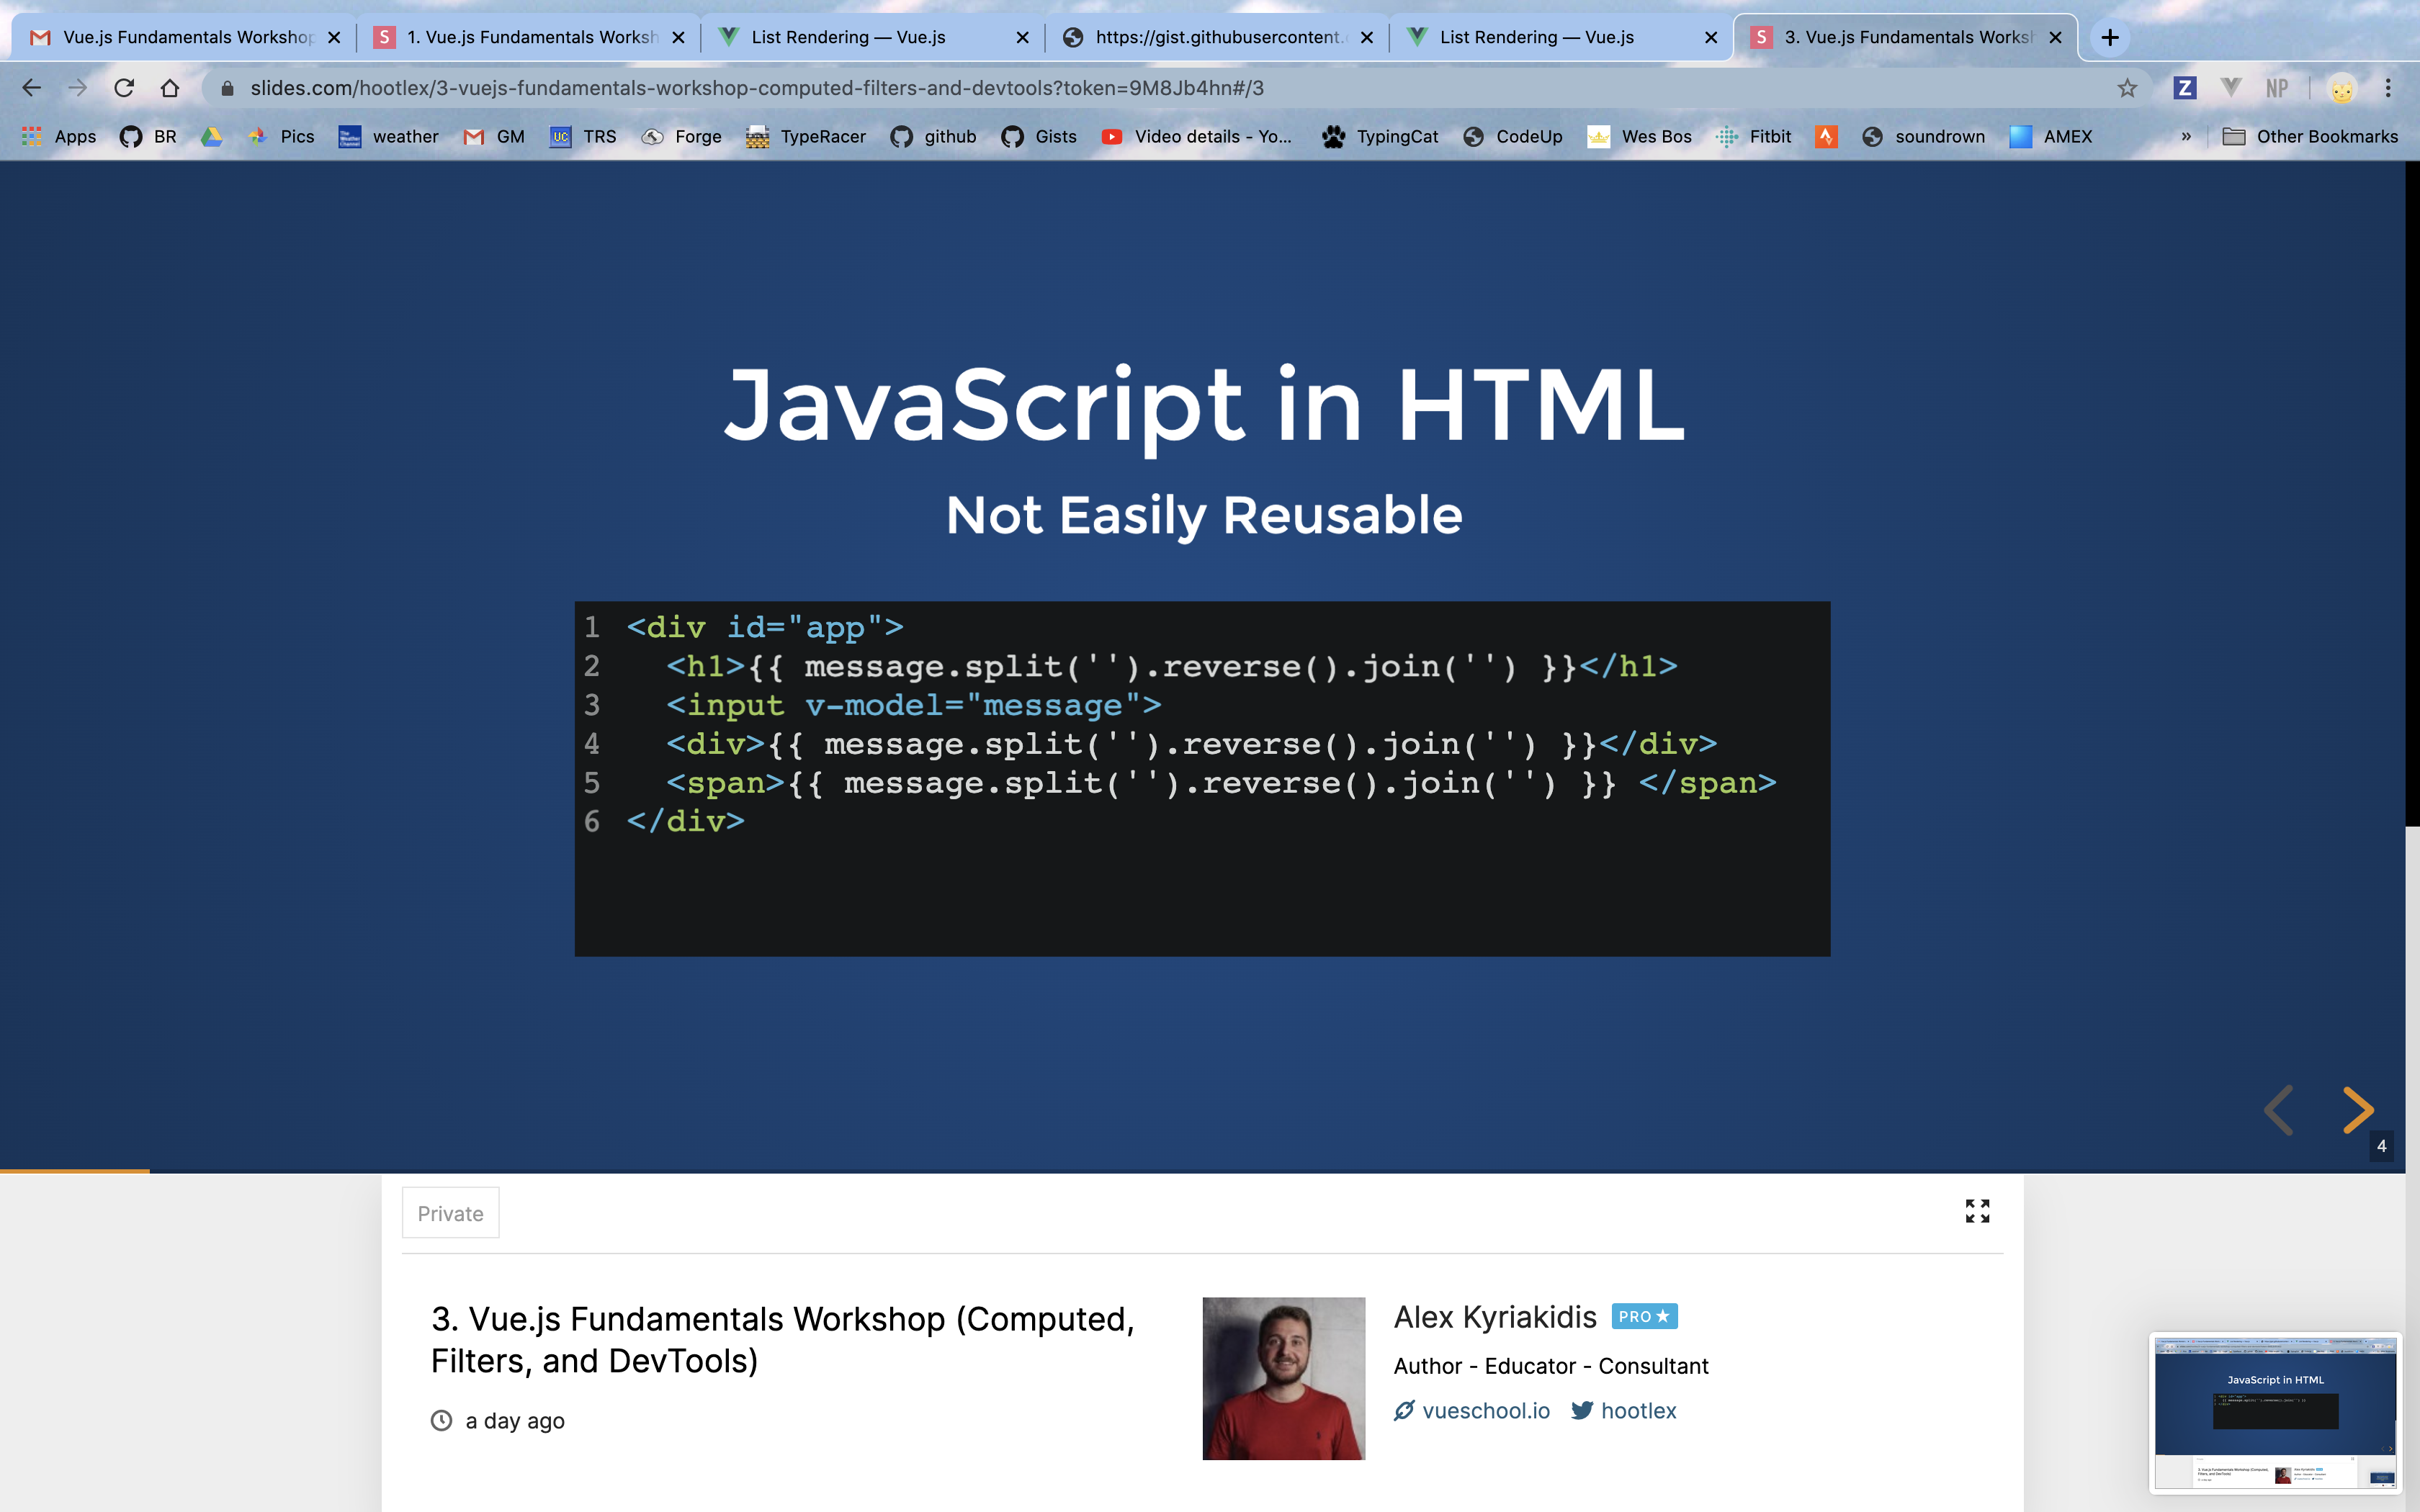 Vue.js Fundamentals Workshop
S 1. Vue.js Fundamentals Worksh
List Rendering — Vue.js
https://gist.githubusercontent.
List Rendering — Vue.js
S 3. Vue.js Fundamentals Worksh
slides.com/hootlex/3-vuejs-fundamentals-workshop-computed-filters-and-devtools?token=9M8Jb4hn#/3
Z NP
Apps BR Pics weather GM UC TRS Forge TypeRacer github Gists Video details - Yo... TypingCat CodeUp Wes Bos Fitbit soundrown AMEX » Other Bookmarks
JavaScript in HTML
Not Easily Reusable
1 <div id="app">
2 <h1>{{ message.split('').reverse().join('') }}</h1>
3 <input v-model="message">
4 <div>{{ message.split('').reverse().join('') }}</div>
5 <span>{{ message.split('').reverse().join('') }} </span>
6 </div>
4
Private
3. Vue.js Fundamentals Workshop (Computed,
Filters, and DevTools)
a day ago
Alex Kyriakidis PRO
Author - Educator - Consultant
vueschool.io hootlex
JavaScript in HTML